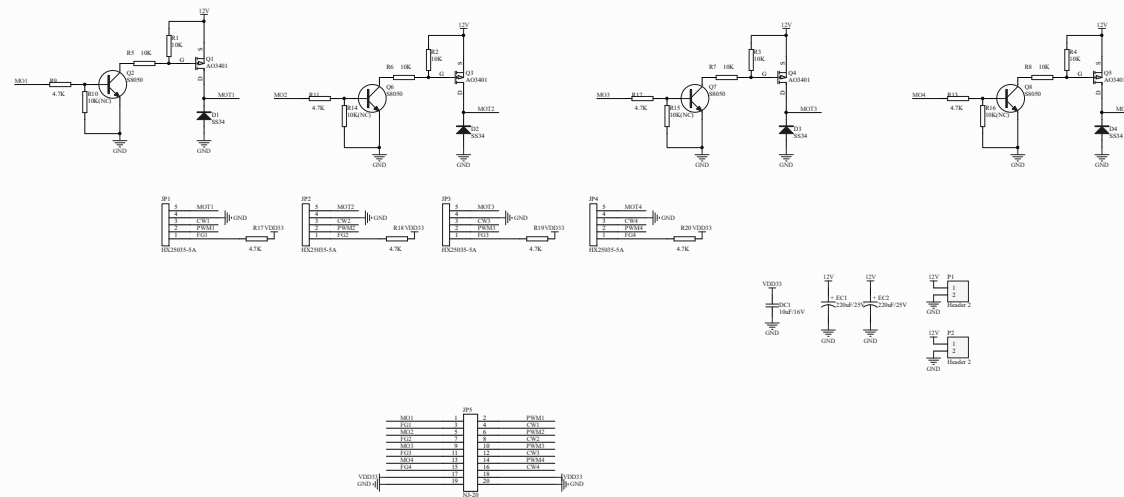 12V
R1
10K
R5 10K
G
S
Q1
AO3401
D
MO1
R9
4.7K
Q2
S8050
R10
10K(NC)
MOT1
D1
SS34
GND
GND
12V
R2
10K
R6 10K
G
S
Q3
AO3401
D
MO2
R11
4.7K
Q6
S8050
R14
10K(NC)
MOT2
D2
SS34
GND
GND
12V
R3
10K
R7 10K
G
S
Q4
AO3401
D
MO3
R12
4.7K
Q7
S8050
R15
10K(NC)
MOT3
D3
SS34
GND
GND
12V
R4
10K
R8 10K
G
S
Q5
AO3401
D
MO4
R13
4.7K
Q8
S8050
R16
10K(NC)
D4
SS34
GND
GND
JP1
5 MOT1
4 GND
3 CW1
2 PWM1
1 FG1
HX25035-5A
R17 VDD33
4.7K
JP2
5 MOT2
4 GND
3 CW2
2 PWM2
1 FG2
HX25035-5A
R18 VDD33
4.7K
JP3
5 MOT3
4 GND
3 CW3
2 PWM3
1 FG3
HX25035-5A
R19 VDD33
4.7K
JP4
5 MOT4
4 GND
3 CW4
2 PWM4
1 FG4
HX25035-5A
R20 VDD33
4.7K
VDD33
DC1
10uF/16V
GND
12V
+ EC1
220uF/25V
GND
12V
+ EC2
220uF/25V
GND
12V
P1
1
2
GND
Header 2
12V
P2
1
2
GND
Header 2
JP5
MO1 1 2 PWM1
FG1 3 4 CW1
MO2 5 6 PWM2
FG2 7 8 CW2
MO3 9 10 PWM3
FG3 11 12 CW3
MO4 13 14 PWM4
FG4 15 16 CW4
VDD33 17 18 VDD33
GND 19 20 GND
NJ-20